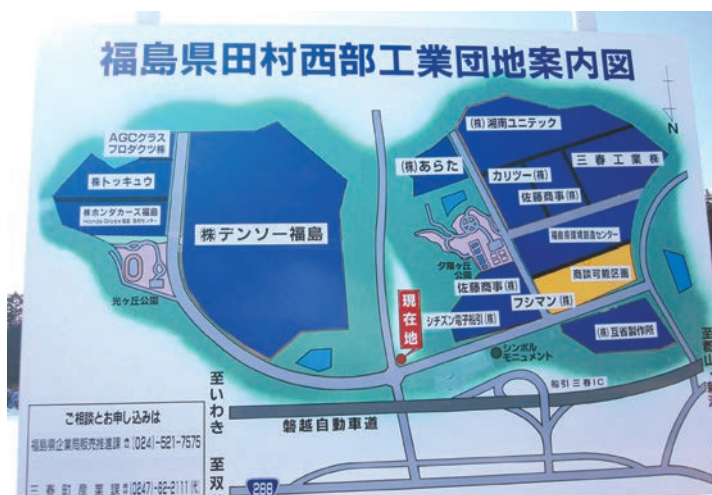 福島県田村西部工業団地案内図
AGCグラス
プロダクツ㈱
㈱トッキュウ
㈱ホンダカーズ福島
光ヶ丘公園
㈱デンソー福島
(株)湘南ユニテック
N
(株)あらた
カリツー(株)
三春工業㈱
佐藤商事(株)
福島県環境創造センター
夕陽ヶ丘
公園
商談可能区画
佐藤商事(株)
フシマン(株)
シチズン電子船引(株)
現在地
(株)互省製作所
シンボル
モニュメント
船引三春IC
至いわき
磐越自動車道
至郡山
至双
288
ご相談とお申し込みは
福島県企業局販売推進課☎(024)-521-7575
三春町産業課☎(0247)-62-2111(代)